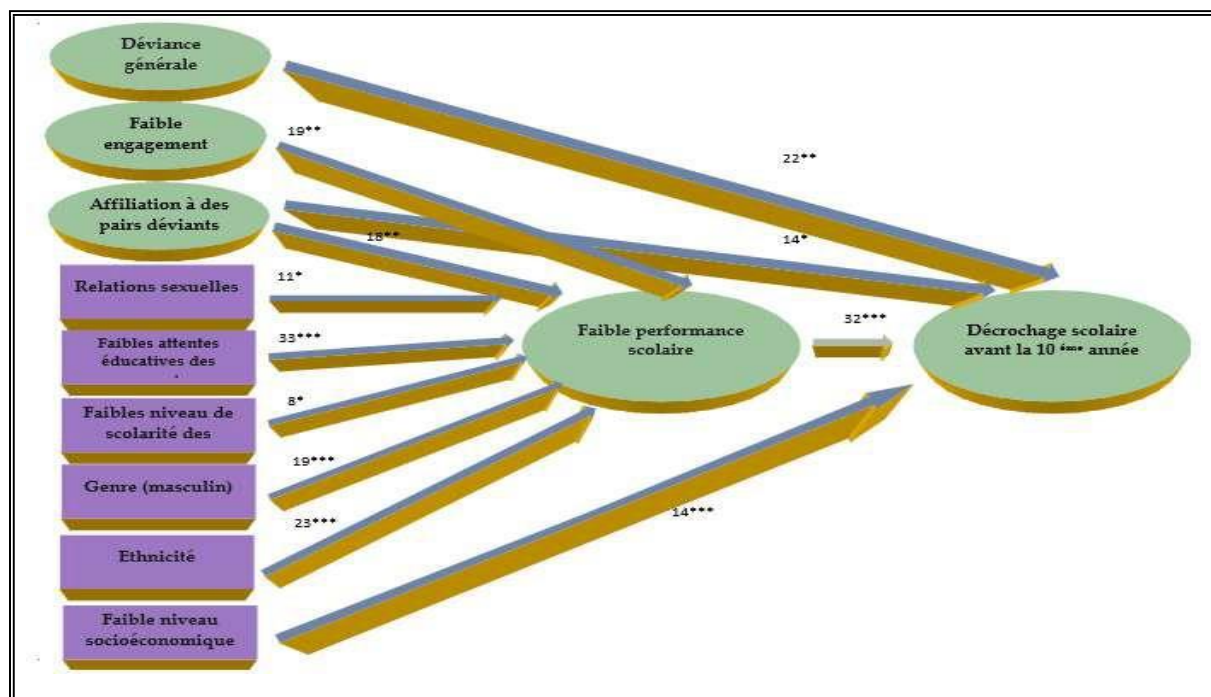 Déviance
générale
Faible
engagement
19**
22**
Affiliation à des
pairs déviants
18**
14*
Relations sexuelles
11*
Faibles attentes
éducatives des
33***
Faible performance
scolaire
32***
Décrochage scolaire
avant la 10 ème année
Faibles niveau de
scolarité des
8*
Genre (masculin)
19***
Ethnicité
23***
14***
Faible niveau
socioéconomique